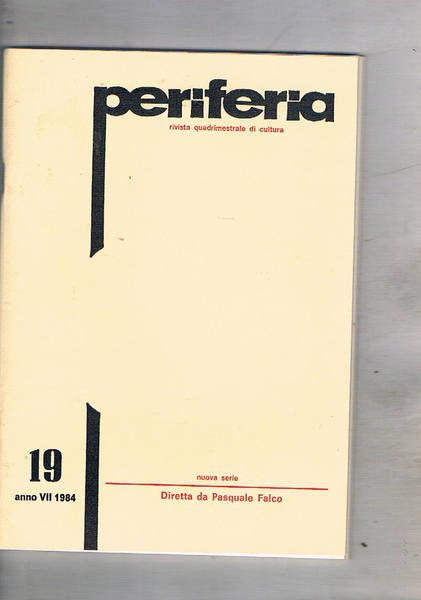 periferia
rivista quadrimestrale di cultura
19
anno VII 1984
nuova serie
Diretta da Pasquale Falco